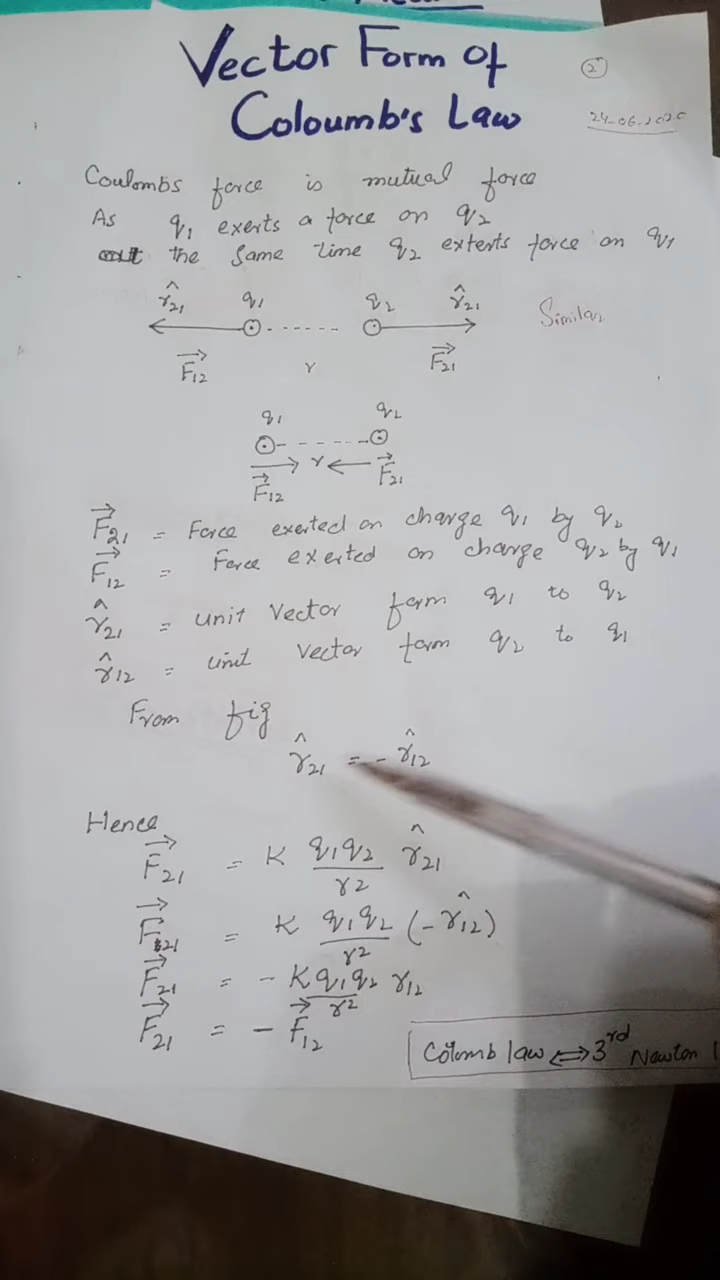 Vector Form of
Coloumb's Law
2
24-06-2020
Coulombs force is mutual force
As q₁ exerts a force on q₂
the same time q₂ exterts force on q₁
r̂₂₁ q₁ q₂ r̂₂₁
Similar
F⃗₁₂ r F⃗₂₁
q₁ q₂
r
F⃗₁₂ F⃗₂₁
F⃗₂₁ = Force exerted on charge q₁ by q₂
F⃗₁₂ = Force exerted on charge q₂ by q₁
r̂₂₁ = unit vector form q₁ to q₂
r̂₁₂ = unit vector form q₂ to q₁
From fig
r̂₂₁ = - r̂₁₂
Hence
F⃗₂₁ = K q₁q₂/r2 r̂₂₁
F⃗₂₁ = K q₁q₂/r² (-r̂₁₂)
F⃗₂₁ = - Kq₁q₂/r² r₁₂
F⃗₂₁ = - F⃗₁₂
Colomb law ⟺ 3rd Newton